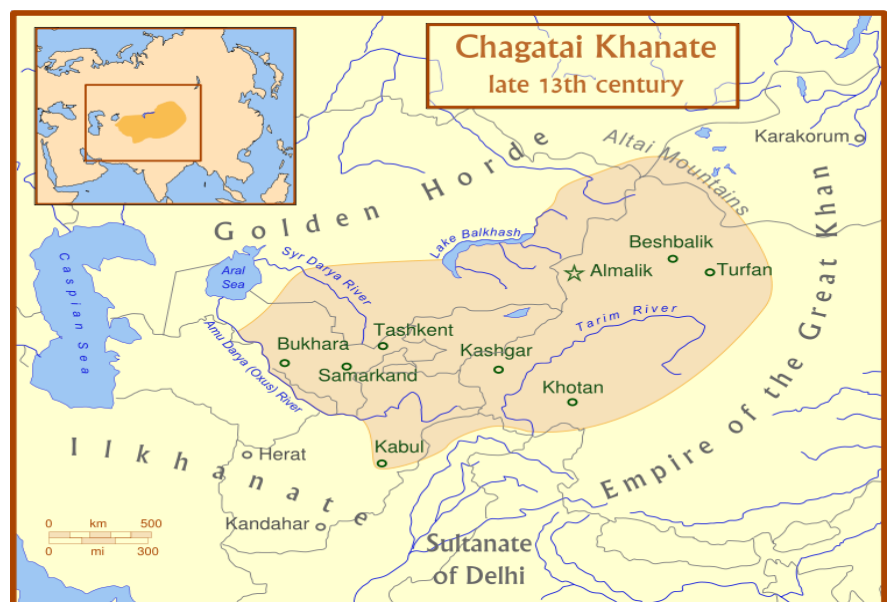 Chagatai Khanate
late 13th century
Altai Mountains
Karakorum
Golden Horde
Lake Balkhash
Beshbalik
Almalik
Turfan
Aral
Sea
Syr Darya River
Caspian Sea
Amu Darya (Oxus) River
Tarim River
Tashkent
Bukhara
Kashgar
Samarkand
Khotan
Empire of the Great Khan
Kabul
Herat
Ilkhanate
Kandahar
0 km 500
0 mi 300
Sultanate
of Delhi